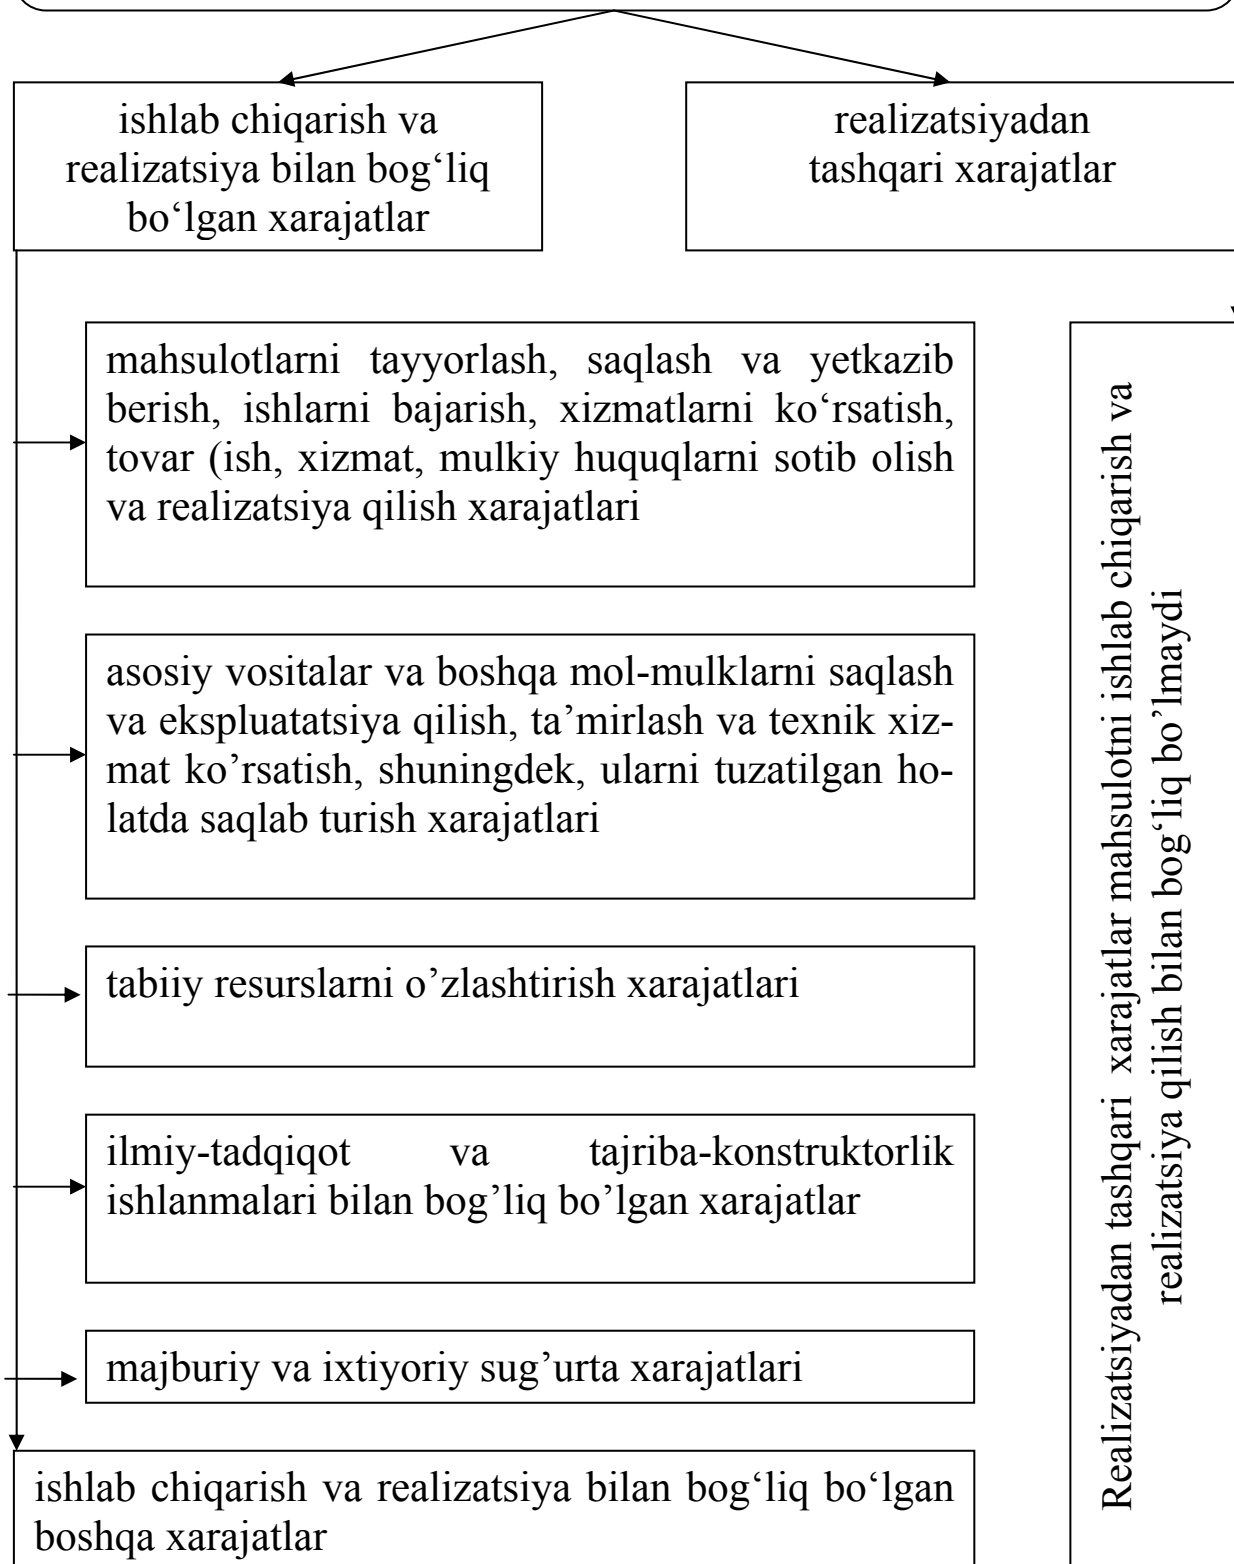 ishlab chiqarish va
realizatsiya bilan bog‘liq
bo‘lgan xarajatlar
realizatsiyadan
tashqari xarajatlar
mahsulotlarni tayyorlash, saqlash va yetkazib
berish, ishlarni bajarish, xizmatlarni ko‘rsatish,
tovar (ish, xizmat, mulkiy huquqlarni sotib olish
va realizatsiya qilish xarajatlari
asosiy vositalar va boshqa mol-mulklarni saqlash
va ekspluatatsiya qilish, ta’mirlash va texnik xiz-
mat ko’rsatish, shuningdek, ularni tuzatilgan ho-
latda saqlab turish xarajatlari
tabiiy resurslarni o’zlashtirish xarajatlari
ilmiy-tadqiqot va tajriba-konstruktorlik
ishlanmalari bilan bog’liq bo’lgan xarajatlar
majburiy va ixtiyoriy sug’urta xarajatlari
ishlab chiqarish va realizatsiya bilan bog‘liq bo‘lgan
boshqa xarajatlar
Realizatsiyadan tashqari xarajatlar mahsulotni ishlab chiqarish va
realizatsiya qilish bilan bog‘liq bo’lmaydi